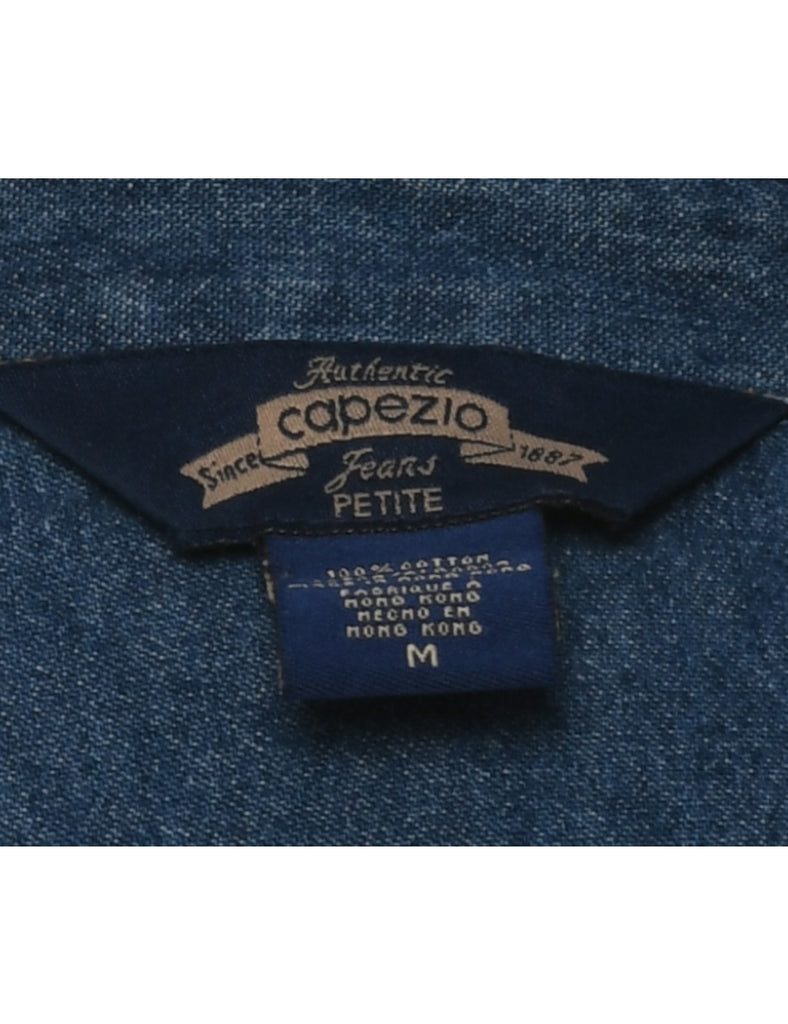 Authentic
capezio
Since 1887
Jeans
PETITE
100% COTTON
FABRIQUE A
HONG KONG
HECHO EN
HONG KONG
M